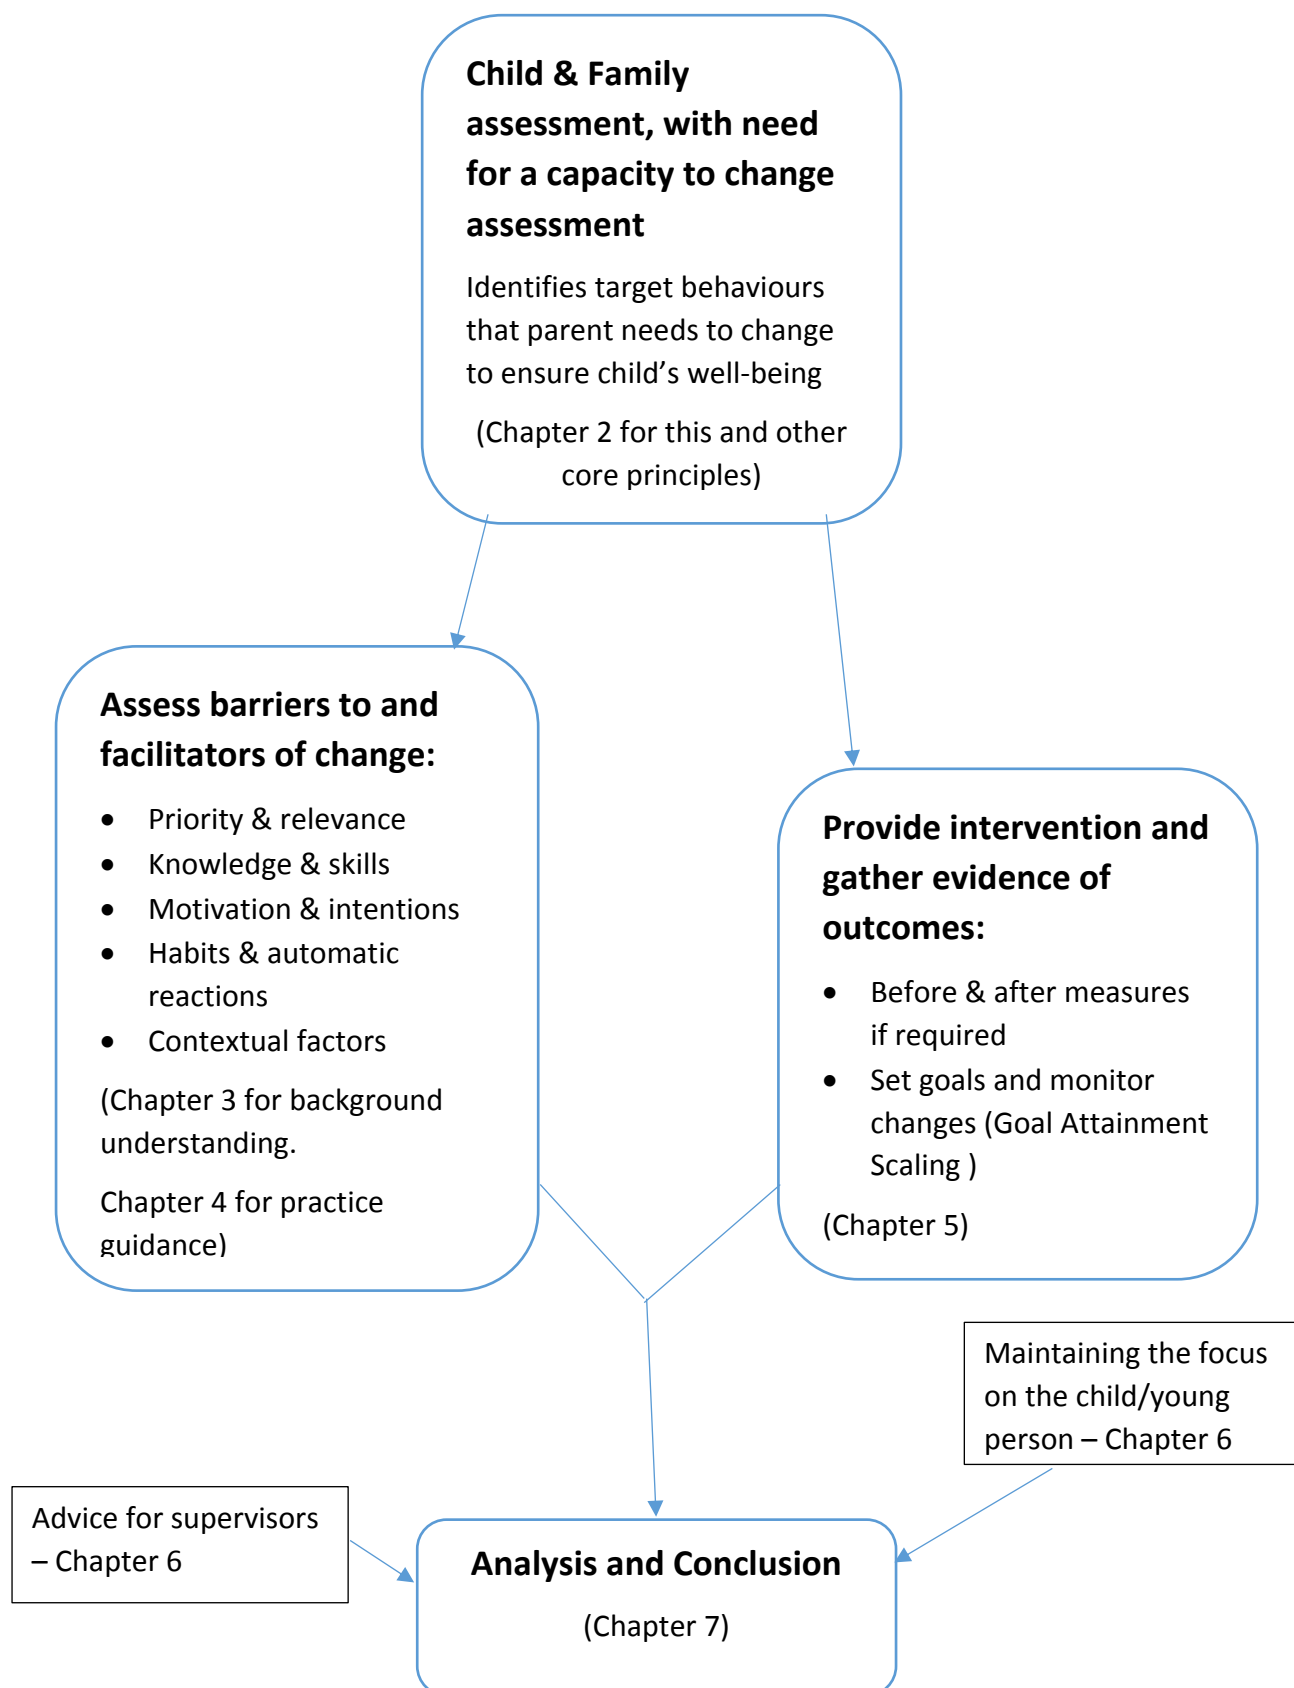 Child & Family
assessment, with need
for a capacity to change
assessment
Identifies target behaviours
that parent needs to change
to ensure child’s well-being
(Chapter 2 for this and other
core principles)
Assess barriers to and
facilitators of change:
• Priority & relevance
• Knowledge & skills
• Motivation & intentions
• Habits & automatic
reactions
• Contextual factors
(Chapter 3 for background
understanding.
Chapter 4 for practice
guidance)
Provide intervention and
gather evidence of
outcomes:
• Before & after measures
if required
• Set goals and monitor
changes (Goal Attainment
Scaling )
(Chapter 5)
Maintaining the focus
on the child/young
person – Chapter 6
Advice for supervisors
– Chapter 6
Analysis and Conclusion
(Chapter 7)